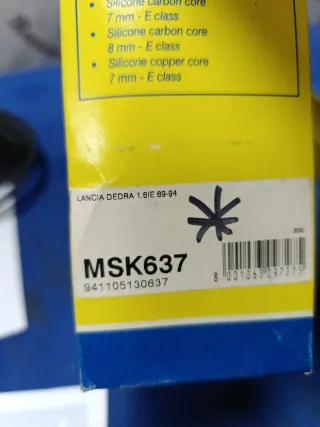 • Silicone carbon core
7 mm - E class
• Silicone carbon core
8 mm - E class
• Silicone copper core
7 mm - E class
LANCIA DEDRA 1.6IE 89-94
MSK637
941105130637